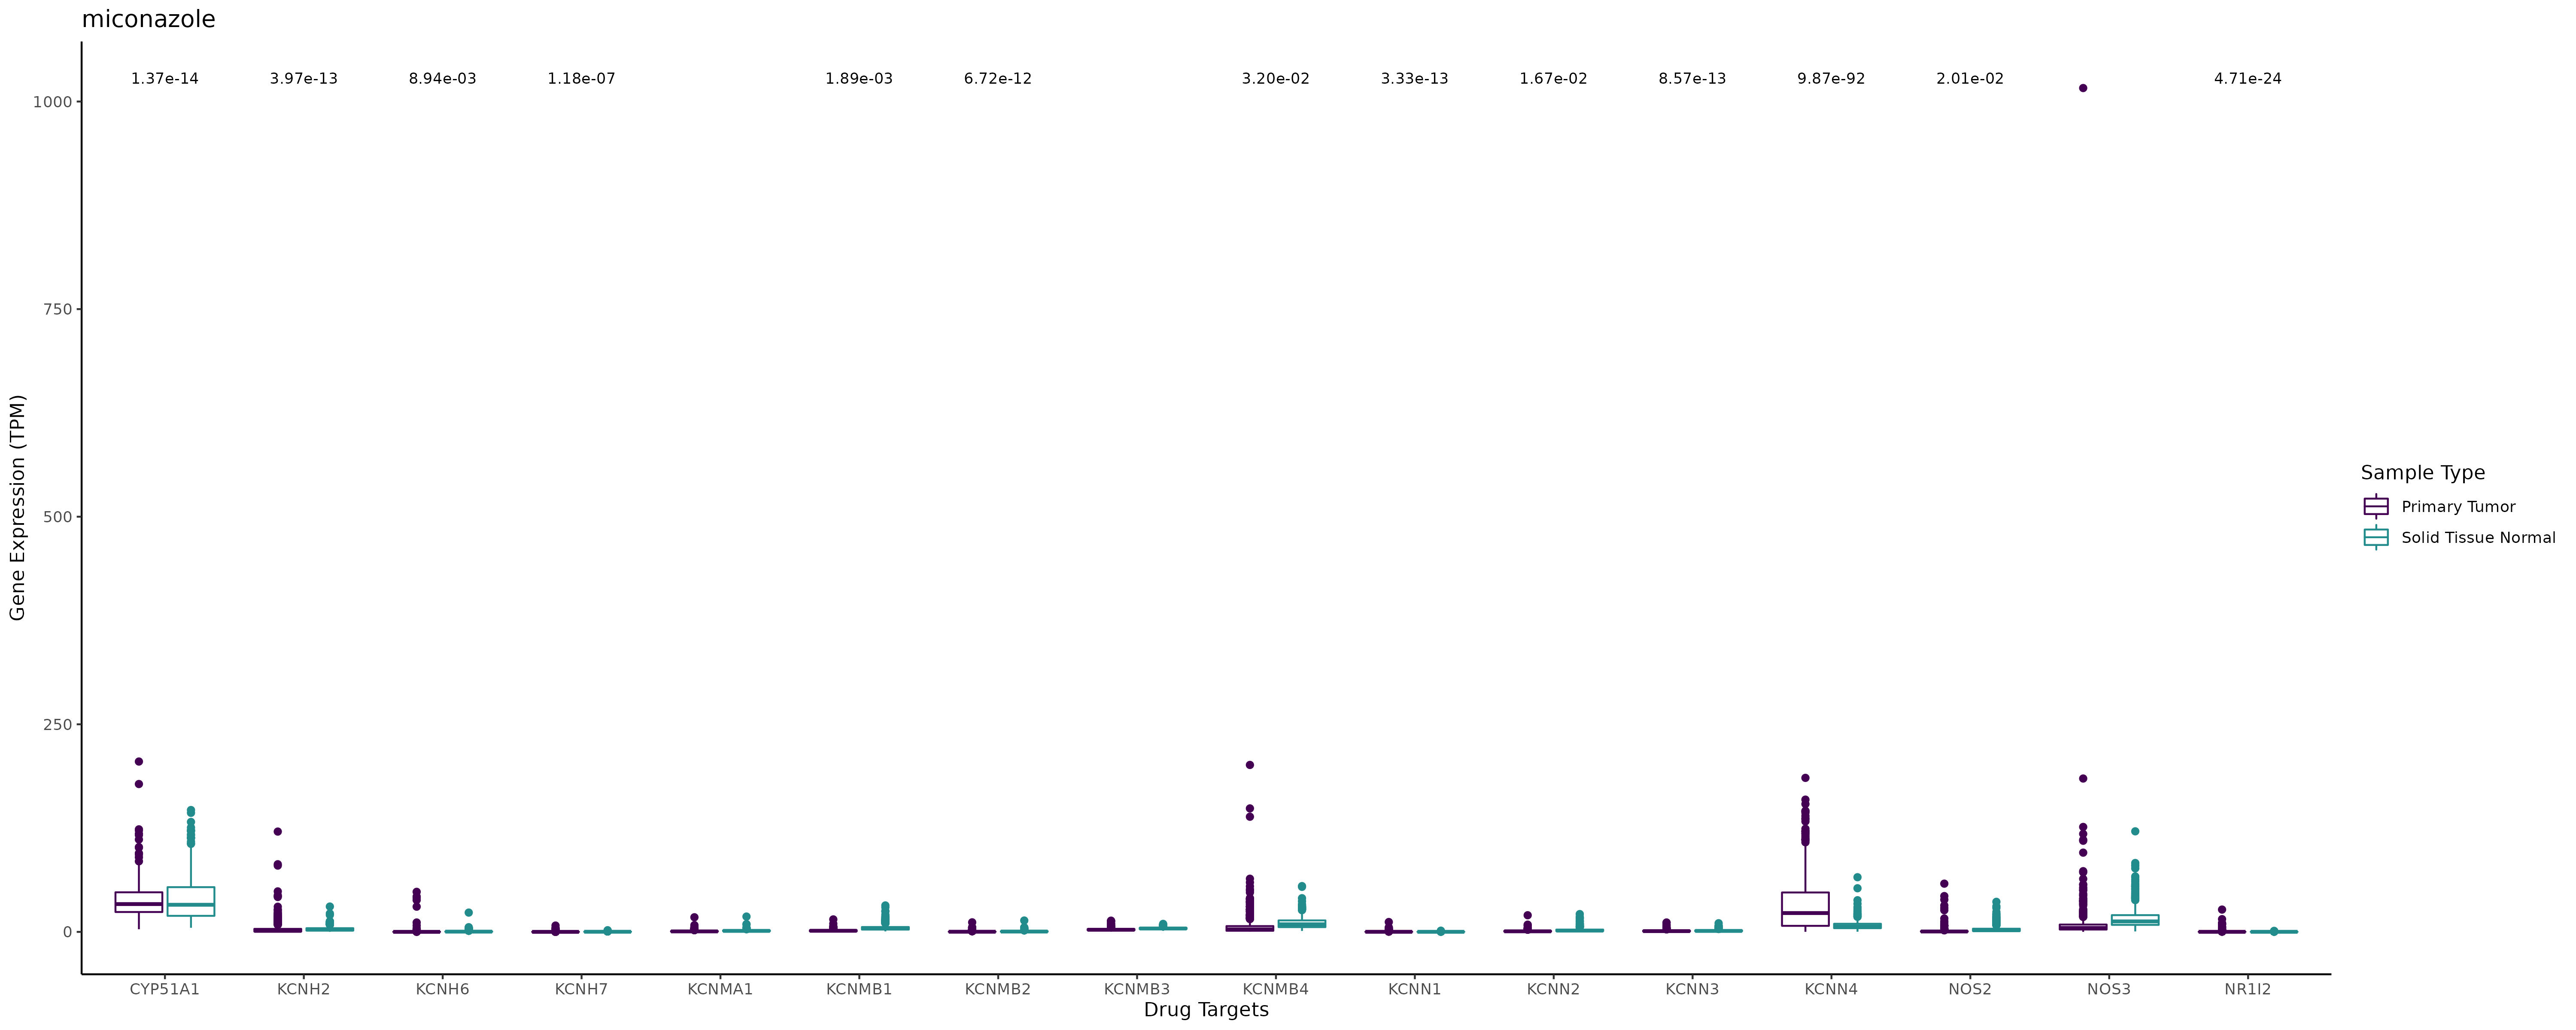 miconazole
1.37e-14 3.97e-13 8.94e-03 1.18e-07 1.89e-03 6.72e-12 3.20e-02 3.33e-13 1.67e-02 8.57e-13 9.87e-92 2.01e-02 4.71e-24
1000
750
500
250
0
Gene Expression (TPM)
CYP51A1 KCNH2 KCNH6 KCNH7 KCNMA1 KCNMB1 KCNMB2 KCNMB3 KCNMB4 KCNN1 KCNN2 KCNN3 KCNN4 NOS2 NOS3 NR1I2
Drug Targets
Sample Type
Primary Tumor
Solid Tissue Normal